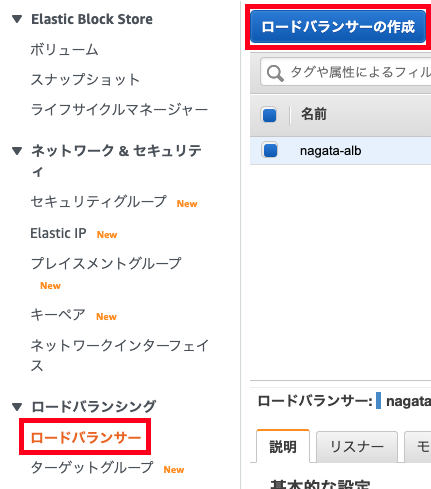 ▼ Elastic Block Store
ボリューム
スナップショット
ライフサイクルマネージャー
▼ ネットワーク & セキュリテ
ィ
セキュリティグループ New
Elastic IP New
プレイスメントグループ
New
キーペア New
ネットワークインターフェイ
ス
▼ ロードバランシング
ロードバランサー
ターゲットグループ New
ロードバランサーの作成
タグや属性によるフィル
名前
nagata-alb
ロードバランサー: nagata
説明 リスナー モ
基本的な設定